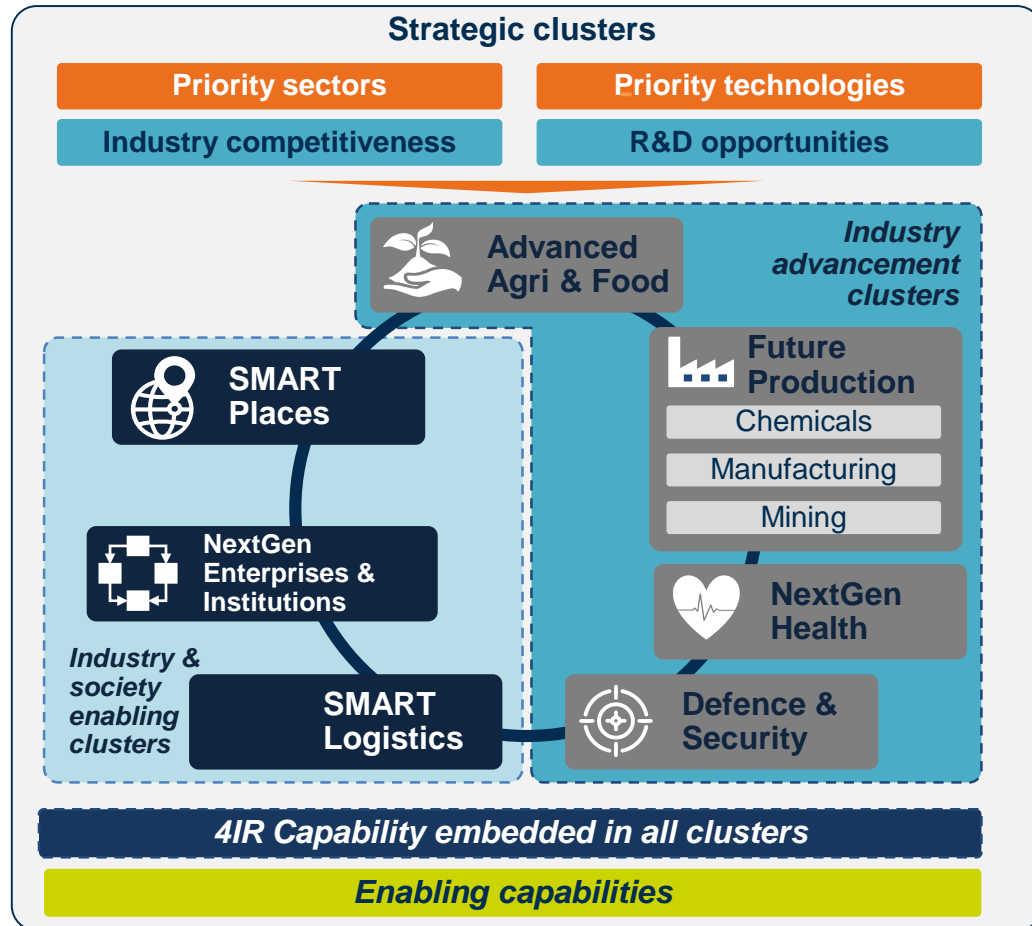 Strategic clusters
Priority sectors
Priority technologies
Industry competitiveness
R&D opportunities
Industry
advancement
clusters
Advanced
Agri & Food
Future
Production
Chemicals
Manufacturing
Mining
NextGen
Health
Defence &
Security
SMART
Places
NextGen
Enterprises &
Institutions
SMART
Logistics
Industry &
society
enabling
clusters
4IR Capability embedded in all clusters
Enabling capabilities